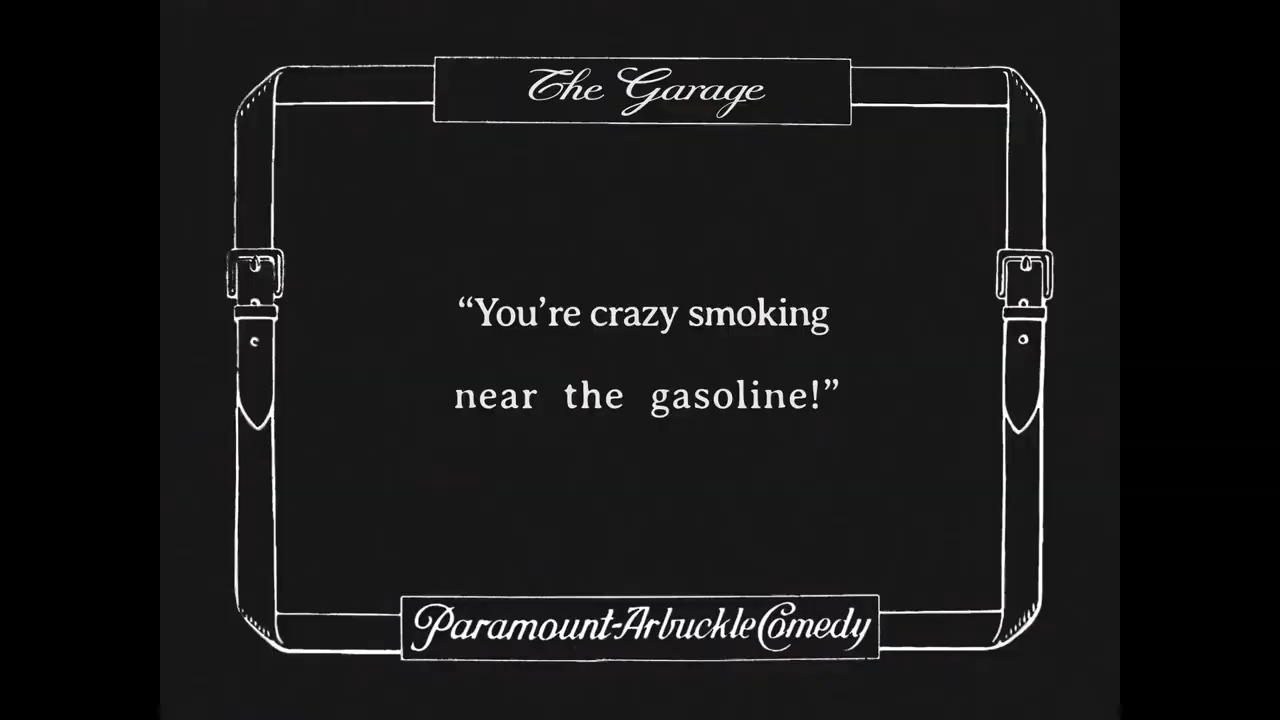 The Garage
“You’re crazy smoking
near the gasoline!”
Paramount-Arbuckle Comedy